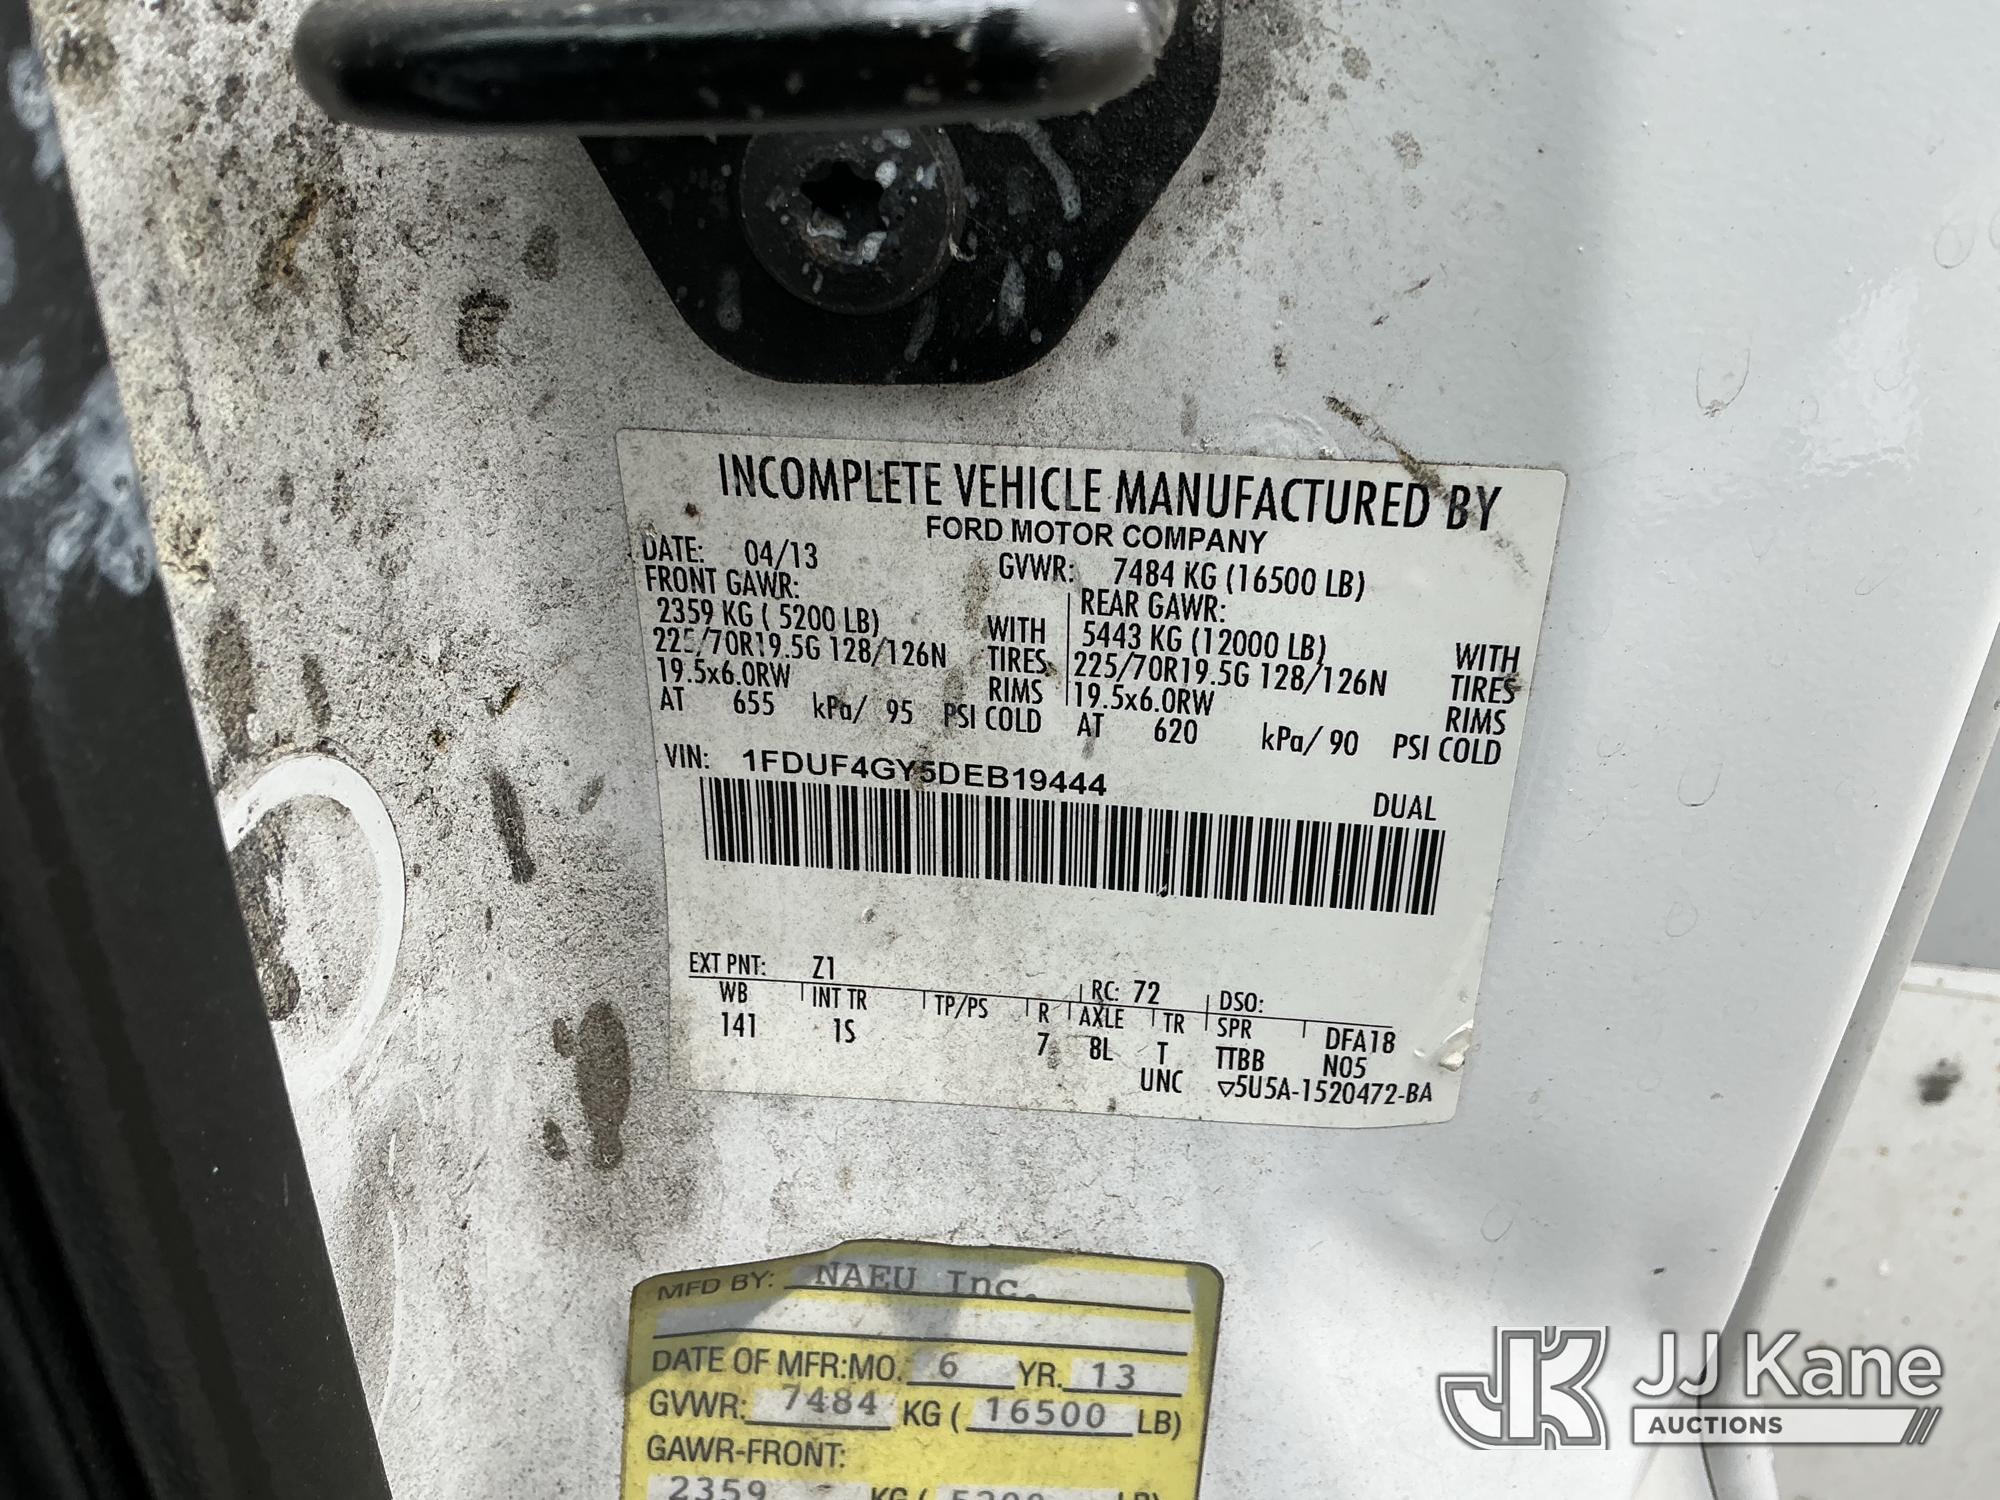 INCOMPLETE VEHICLE MANUFACTURED BY
FORD MOTOR COMPANY
DATE: 04/13 GVWR: 7484 KG (16500 LB)
FRONT GAWR: REAR GAWR:
2359 KG ( 5200 LB) WITH 5443 KG (12000 LB) WITH
225/70R19.5G 128/126N TIRES 225/70R19.5G 128/126N TIRES
19.5x6.0RW RIMS 19.5x6.0RW RIMS
AT 655 kPa/ 95 PSI COLD AT 620 kPa/ 90 PSI COLD
VIN: 1FDUF4GY5DEB19444
DUAL
EXT PNT: Z1 RC: 72 DSO:
WB INT TR TP/PS R AXLE TR SPR DFA18
141 1S 7 8L T TTBB N05
UNC ▽5U5A-1520472-BA
MFD BY: NAEU Inc.
DATE OF MFR:MO. 6 YR. 13
GVWR: 7484 KG ( 16500 LB)
GAWR-FRONT:
2359 KG ( 5200 LB)
JK JJ Kane
AUCTIONS